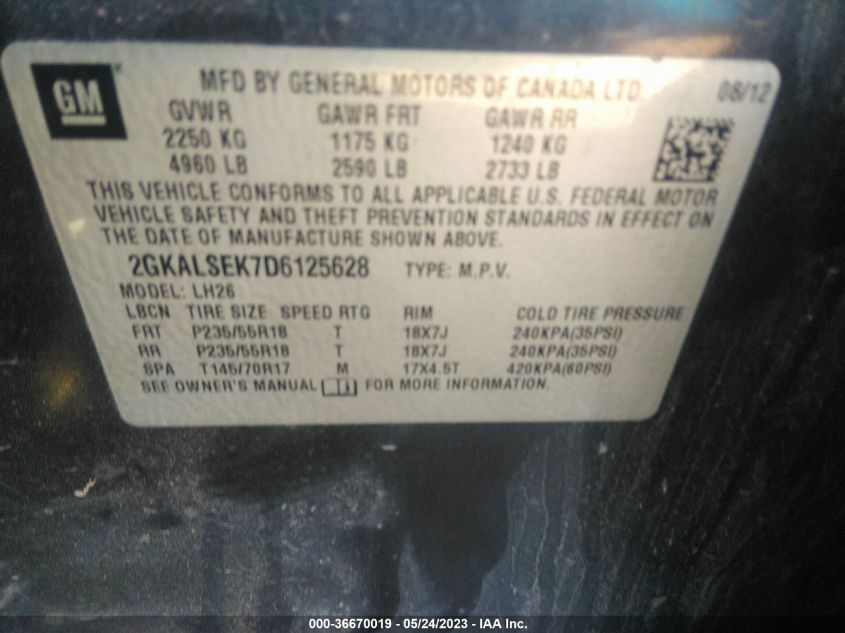 GM
MFD BY GENERAL MOTORS OF CANADA LTD 08/12
GVWR GAWR FRT GAWR RR
2250 KG 1175 KG 1240 KG
4960 LB 2590 LB 2733 LB
THIS VEHICLE CONFORMS TO ALL APPLICABLE U.S. FEDERAL MOTOR
VEHICLE SAFETY AND THEFT PREVENTION STANDARDS IN EFFECT ON
THE DATE OF MANUFACTURE SHOWN ABOVE.
2GKALSEK7D6125628 TYPE: M.P.V.
MODEL: LH26
LBCN TIRE SIZE SPEED RTG RIM COLD TIRE PRESSURE
FRT P235/55R18 T 18X7J 240KPA(35PSI)
RR P235/55R18 T 18X7J 240KPA(35PSI)
SPA T145/70R17 M 17X4.5T 420KPA(60PSI)
SEE OWNER'S MANUAL FOR MORE INFORMATION.
000-36670019 - 05/24/2023 - IAA Inc.